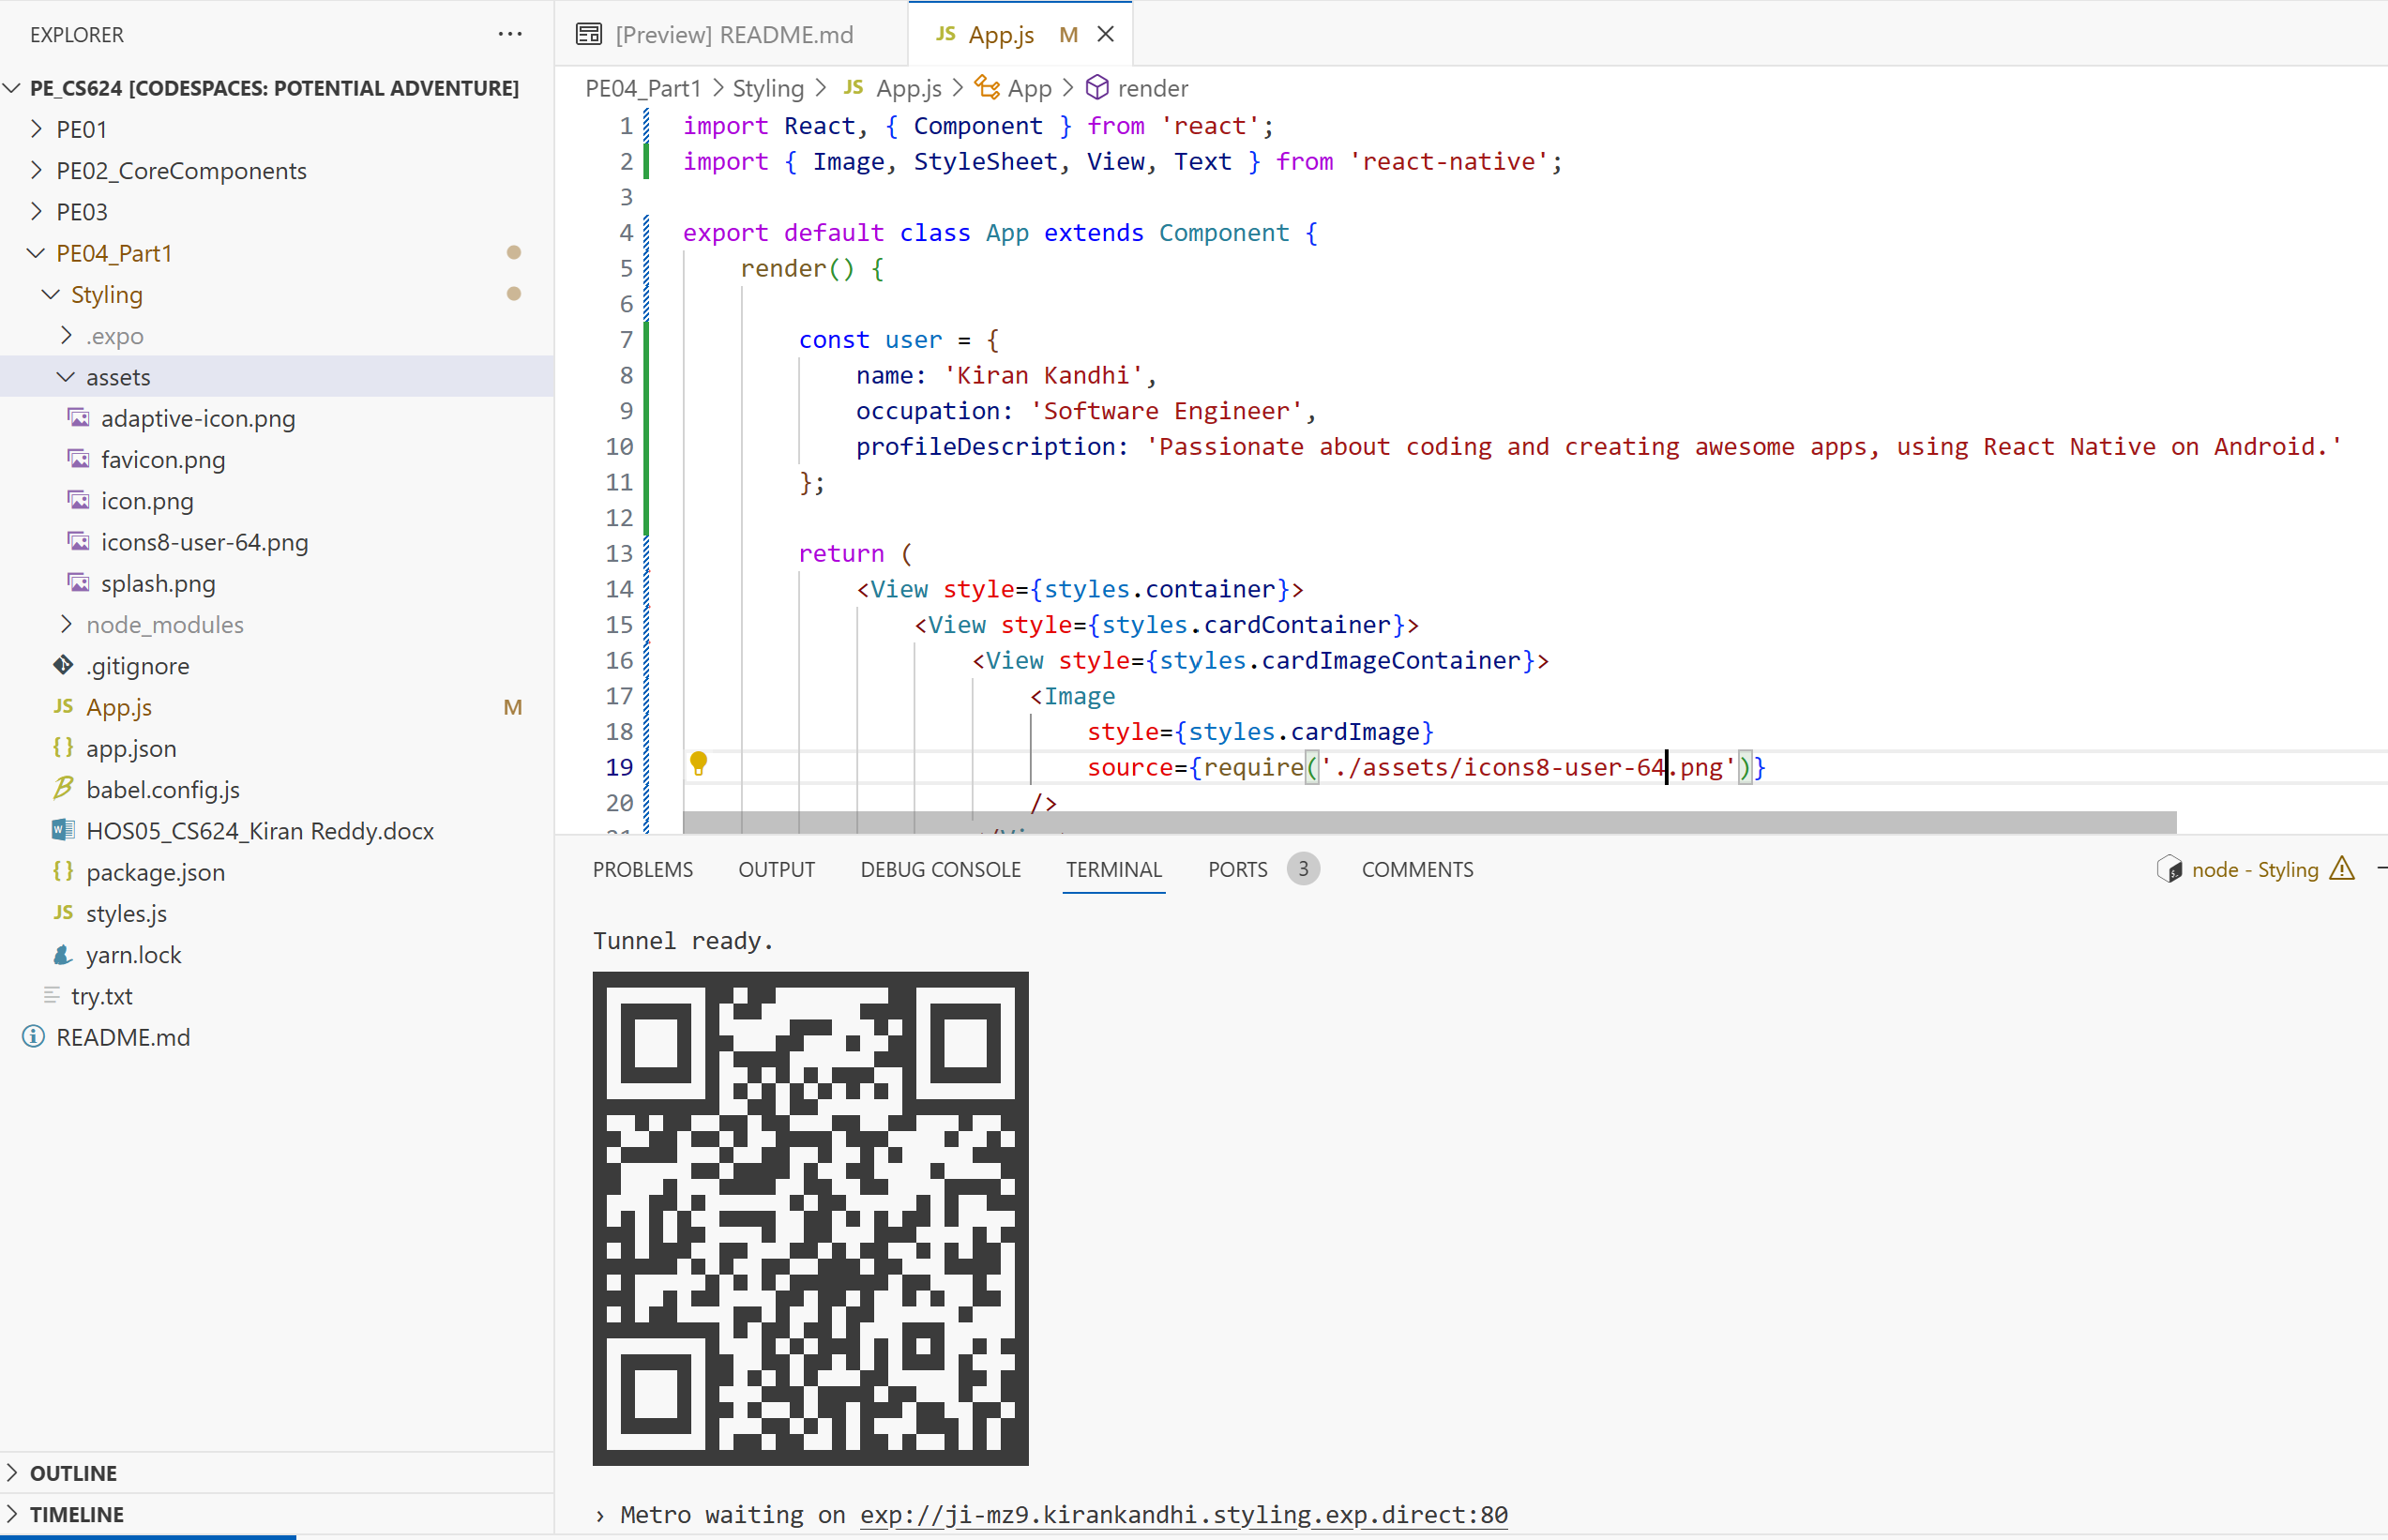 EXPLORER
PE_CS624 [CODESPACES: POTENTIAL ADVENTURE]
PE01
PE02_CoreComponents
PE03
PE04_Part1
Styling
.expo
assets
adaptive-icon.png
favicon.png
icon.png
icons8-user-64.png
splash.png
node_modules
.gitignore
JS App.js M
{} app.json
babel.config.js
HOS05_CS624_Kiran Reddy.docx
{} package.json
JS styles.js
yarn.lock
try.txt
README.md
OUTLINE
TIMELINE
[Preview] README.md JS App.js M
PE04_Part1 > Styling > JS App.js > App > render
1 import React, { Component } from 'react';
2 import { Image, StyleSheet, View, Text } from 'react-native';
3
4 export default class App extends Component {
5 render() {
6
7 const user = {
8 name: 'Kiran Kandhi',
9 occupation: 'Software Engineer',
10 profileDescription: 'Passionate about coding and creating awesome apps, using React Native on Android.'
11 };
12
13 return (
14 <View style={styles.container}>
15 <View style={styles.cardContainer}>
16 <View style={styles.cardImageContainer}>
17 <Image
18 style={styles.cardImage}
19 source={require('./assets/icons8-user-64.png')}
20 />
PROBLEMS OUTPUT DEBUG CONSOLE TERMINAL PORTS 3 COMMENTS node - Styling
Tunnel ready.
› Metro waiting on exp://ji-mz9.kirankandhi.styling.exp.direct:80